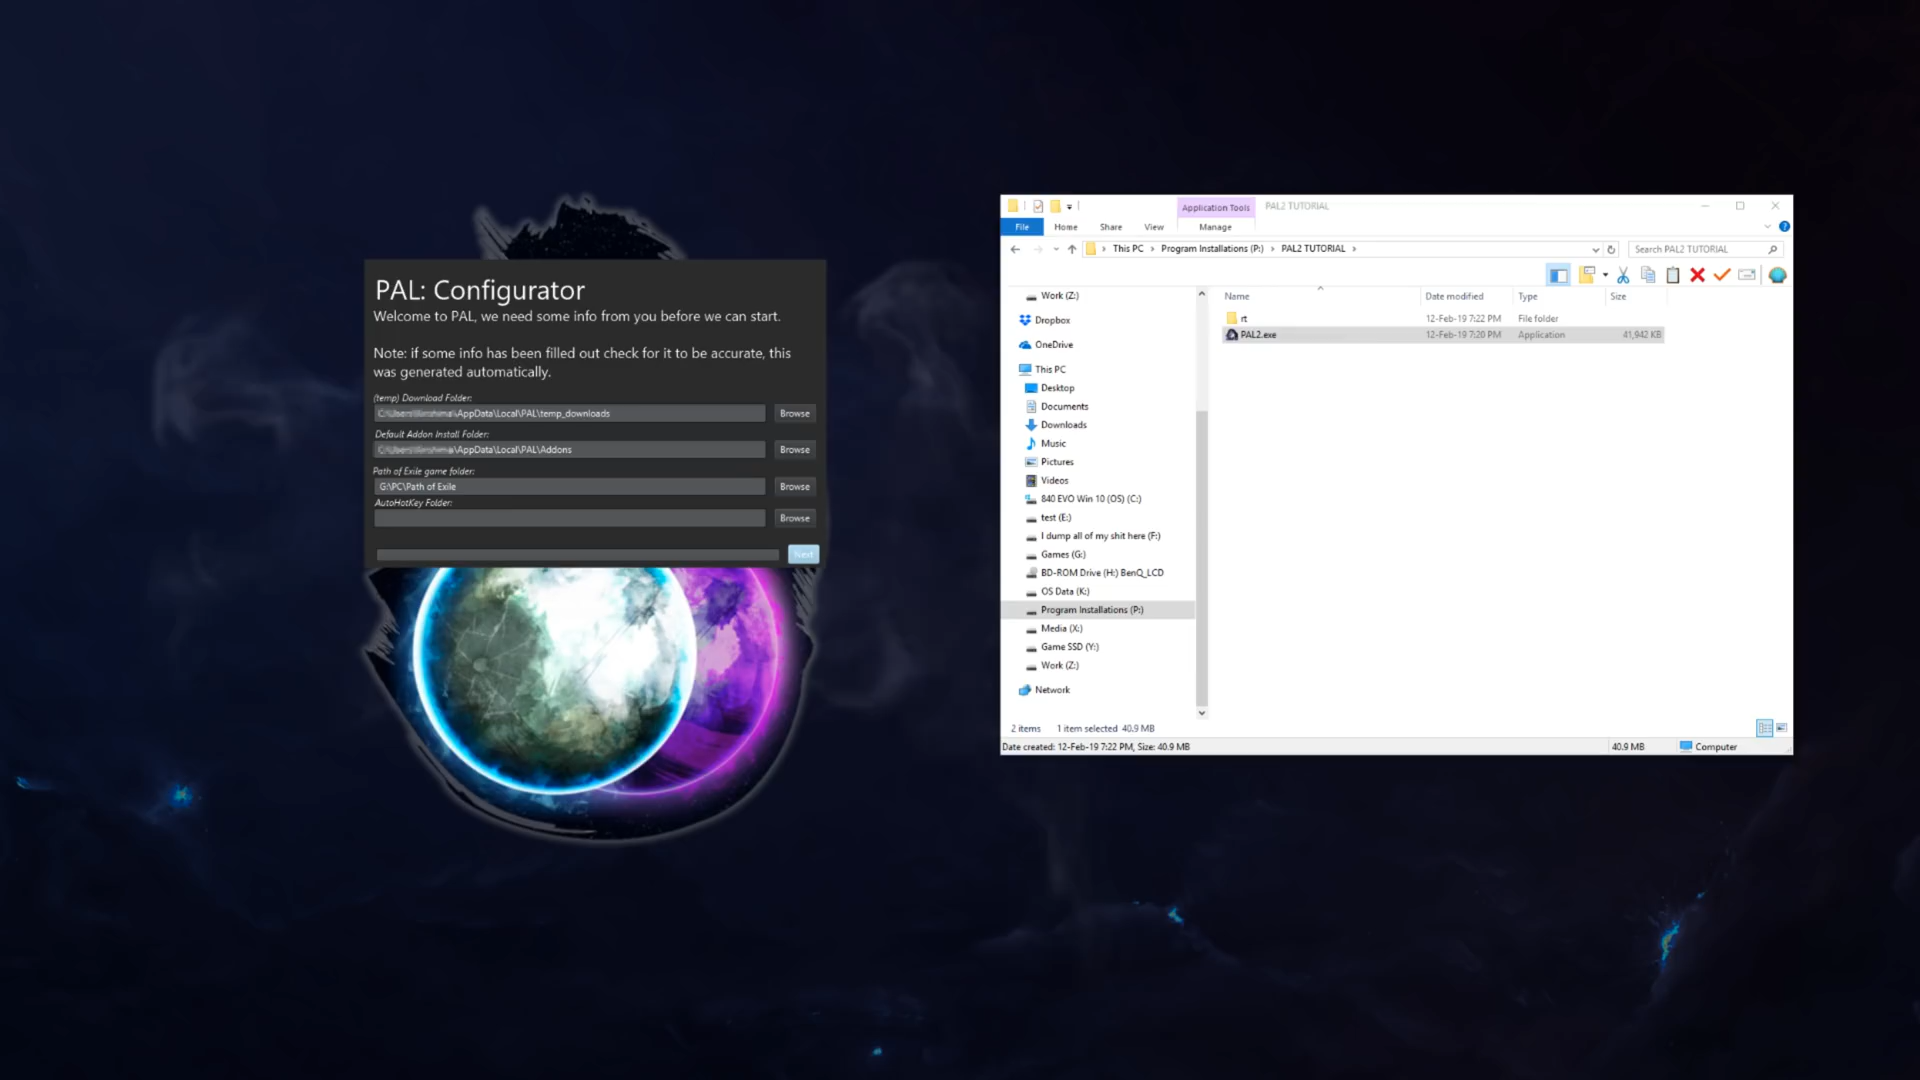 PAL: Configurator
Welcome to PAL, we need some info from you before we can start.
Note: if some info has been filled out check for it to be accurate, this
was generated automatically.
(temp) Download Folder:
\AppData\Local\PAL\temp_downloads
Browse
Default Addon Install Folder:
\AppData\Local\PAL\Addons
Browse
Path of Exile game folder:
G:\PC\Path of Exile
Browse
AutoHotKey Folder:
Browse
Next
Application Tools
PAL2 TUTORIAL
File
Home
Share
View
Manage
This PC
Program Installations (P:)
PAL2 TUTORIAL
Search PAL2 TUTORIAL
Work (Z:)
Dropbox
OneDrive
This PC
Desktop
Documents
Downloads
Music
Pictures
Videos
840 EVO Win 10 (OS) (C:)
test (E:)
I dump all of my shit here (F:)
Games (G:)
BD-ROM Drive (H:) BenQ_LCD
OS Data (K:)
Program Installations (P:)
Media (X:)
Game SSD (Y:)
Work (Z:)
Network
Name Date modified Type Size
rt 12-Feb-19 7:22 PM File folder
PAL2.exe 12-Feb-19 7:20 PM Application 41,942 KB
2 items 1 item selected 40.9 MB
Date created: 12-Feb-19 7:22 PM, Size: 40.9 MB
40.9 MB
Computer